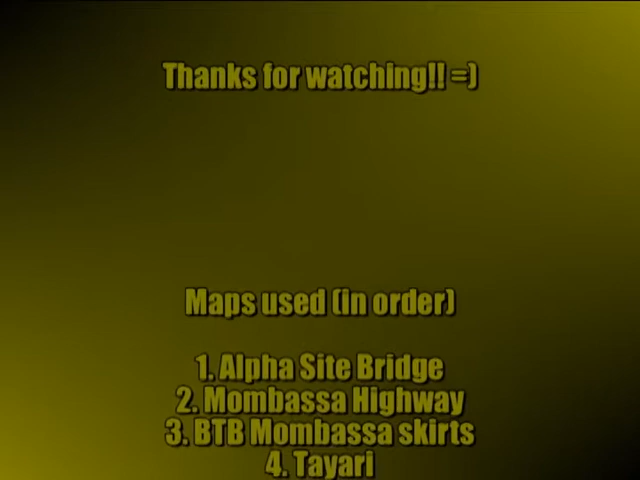 Thanks for watching!! =)
Maps used (in order)
1. Alpha Site Bridge
2. Mombassa Highway
3. BTB Mombassa skirts
4. Tayari